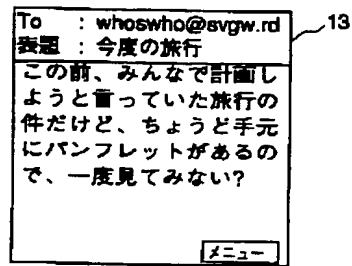 To : whoswho@svgw.rd
表題 : 今度の旅行
この前、みんなで計画し
ようと言っていた旅行の
件だけど、ちょうど手元
にパンフレットがあるの
で、一度見てみない?
メニュー
13